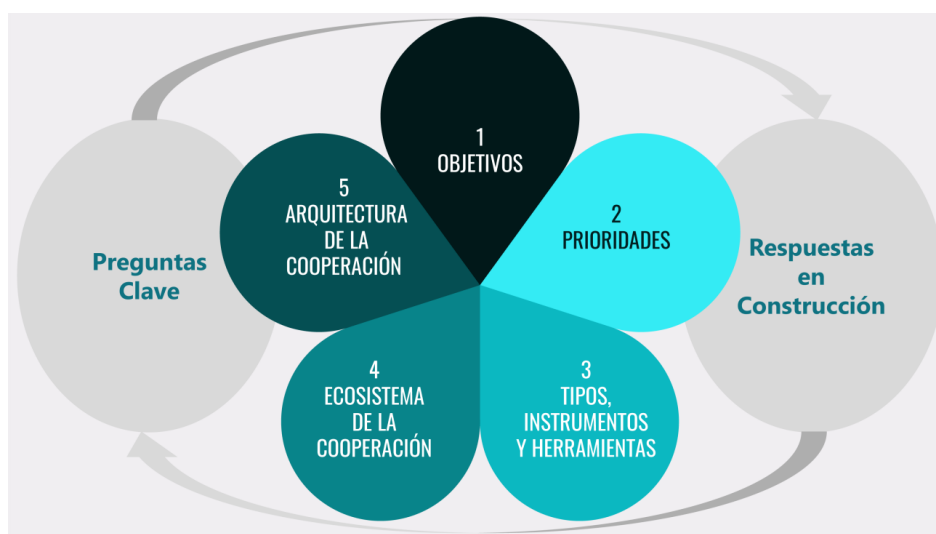 1
OBJETIVOS
2
PRIORIDADES
3
TIPOS,
INSTRUMENTOS
Y HERRAMIENTAS
4
ECOSISTEMA
DE LA
COOPERACIÓN
5
ARQUITECTURA
DE LA
COOPERACIÓN
Preguntas
Clave
Respuestas
en
Construcción